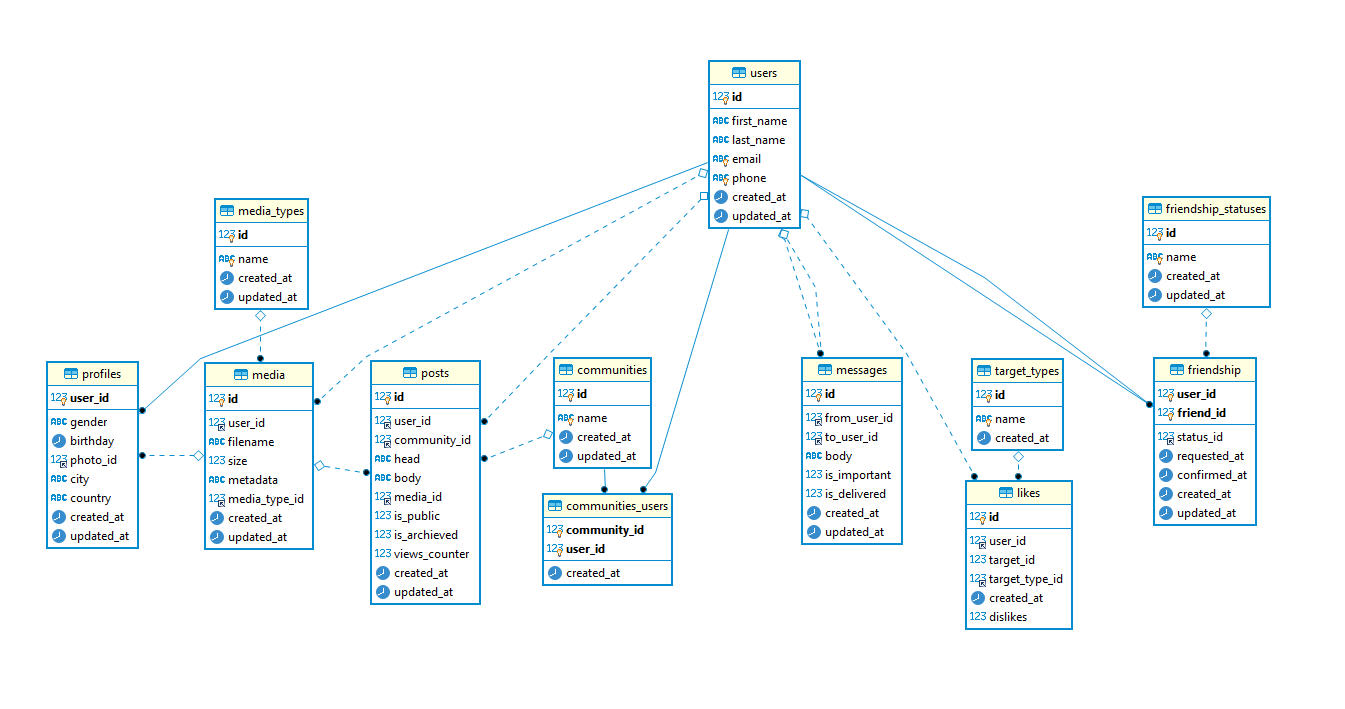 users
123 id
ABC first_name
ABC last_name
ABC email
ABC phone
created_at
updated_at
media_types
123 id
ABC name
created_at
updated_at
friendship_statuses
123 id
ABC name
created_at
updated_at
profiles
123 user_id
ABC gender
birthday
123 photo_id
ABC city
ABC country
created_at
updated_at
media
123 id
123 user_id
ABC filename
123 size
ABC metadata
123 media_type_id
created_at
updated_at
posts
123 id
123 user_id
123 community_id
ABC head
ABC body
123 media_id
123 is_public
123 is_archieved
123 views_counter
created_at
updated_at
communities
123 id
ABC name
created_at
updated_at
communities_users
123 community_id
123 user_id
created_at
messages
123 id
123 from_user_id
123 to_user_id
ABC body
123 is_important
123 is_delivered
created_at
updated_at
target_types
123 id
ABC name
created_at
likes
123 id
123 user_id
123 target_id
123 target_type_id
created_at
123 dislikes
friendship
123 user_id
123 friend_id
123 status_id
requested_at
confirmed_at
created_at
updated_at